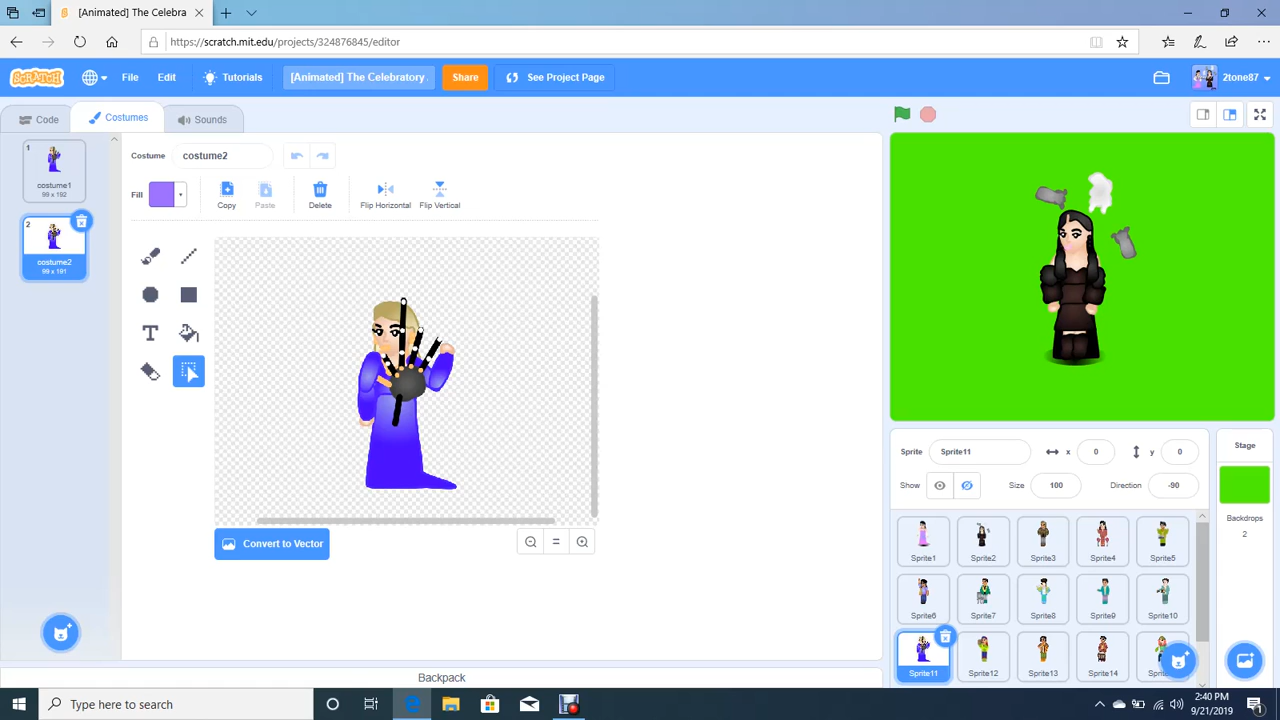 [Animated] The Celebra
https://scratch.mit.edu/projects/324876845/editor
SCRATCH File Edit Tutorials [Animated] The Celebratory Share See Project Page 2tone87
Code Costumes Sounds
1
costume1
99 x 192
2
costume2
99 x 191
Costume costume2
Fill Copy Paste Delete Flip Horizontal Flip Vertical
T
Convert to Vector
Backpack
Sprite Sprite11 x 0 y 0
Show Size 100 Direction -90
Stage
Backdrops
2
Sprite1 Sprite2 Sprite3 Sprite4 Sprite5
Sprite6 Sprite7 Sprite8 Sprite9 Sprite10
Sprite11 Sprite12 Sprite13 Sprite14
Type here to search
2:40 PM
9/21/2019